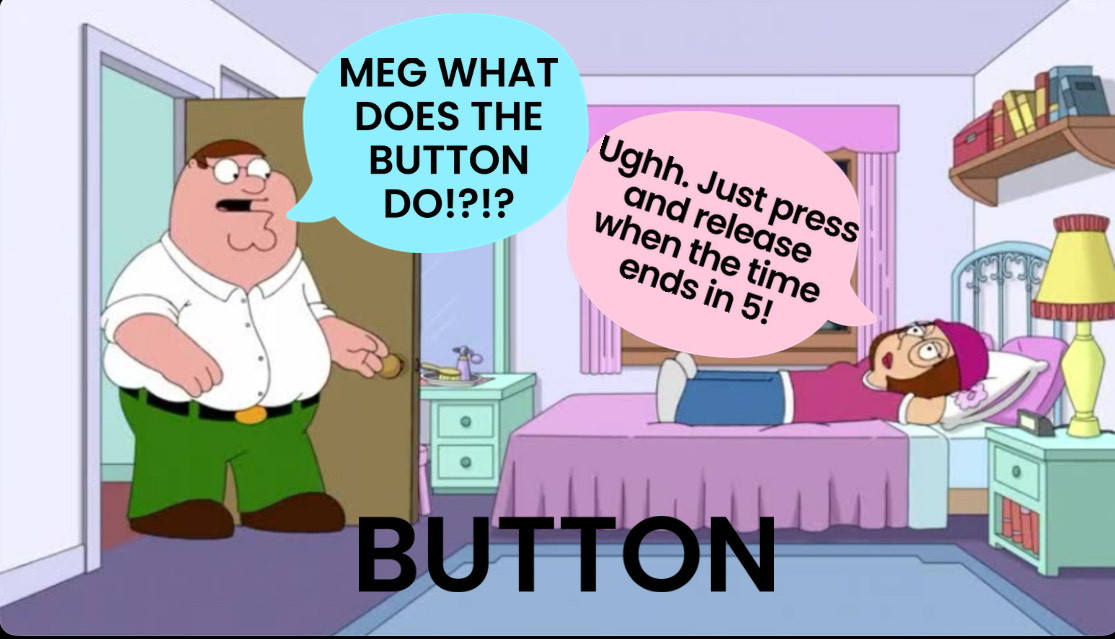 MEG WHAT
DOES THE
BUTTON
DO!?!?
Ughh. Just press
and release
when the time
ends in 5!
BUTTON